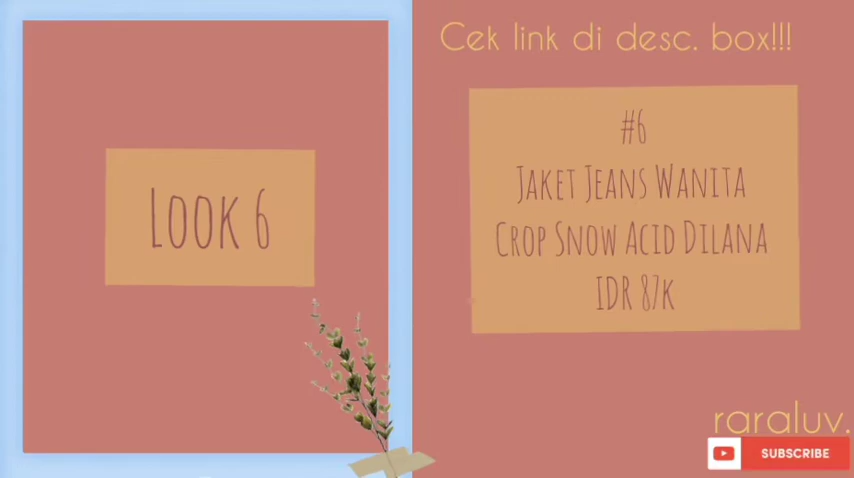 Look 6
Cek link di desc. box!!!
#6
Jaket Jeans Wanita
Crop Snow Acid Dilana
IDR 87K
raraluv.
SUBSCRIBE